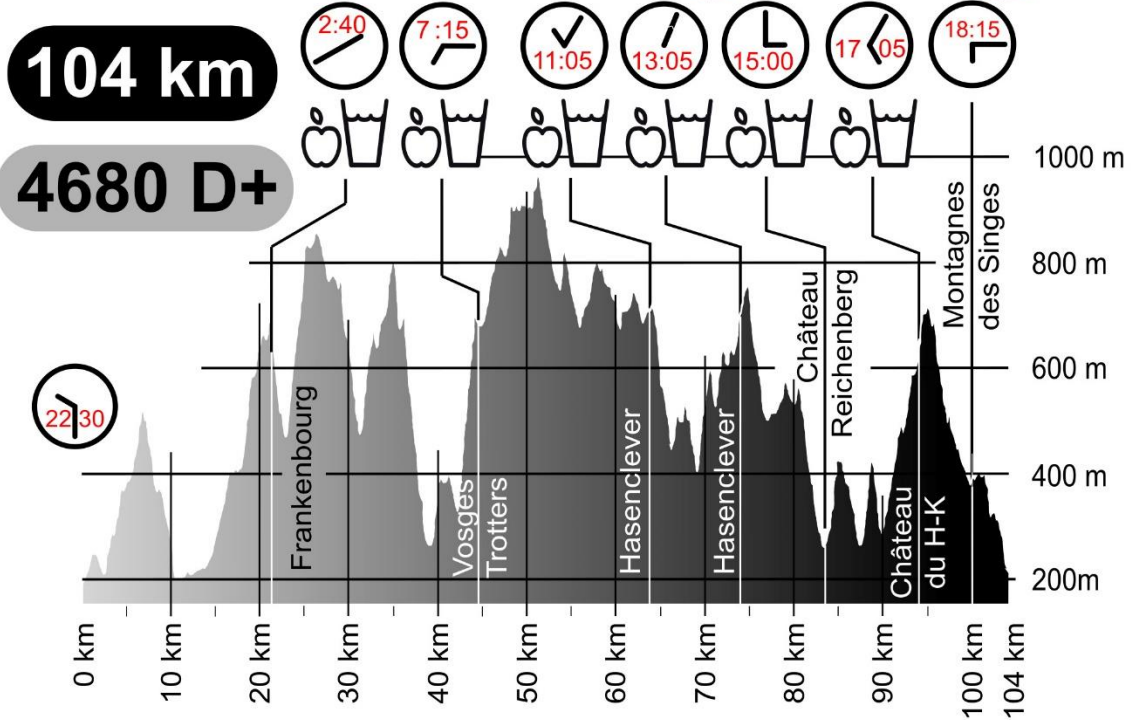 104 km
4680 D+
2:40
7:15
11:05
13:05
15:00
17 05
18:15
1000 m
800 m
600 m
400 m
200m
22 30
Frankenbourg
Vosges
Trotters
Hasenclever
Hasenclever
Château
Reichenberg
Château
du H-K
Montagnes
des Singes
0 km
10 km
20 km
30 km
40 km
50 km
60 km
70 km
80 km
90 km
100 km
104 km